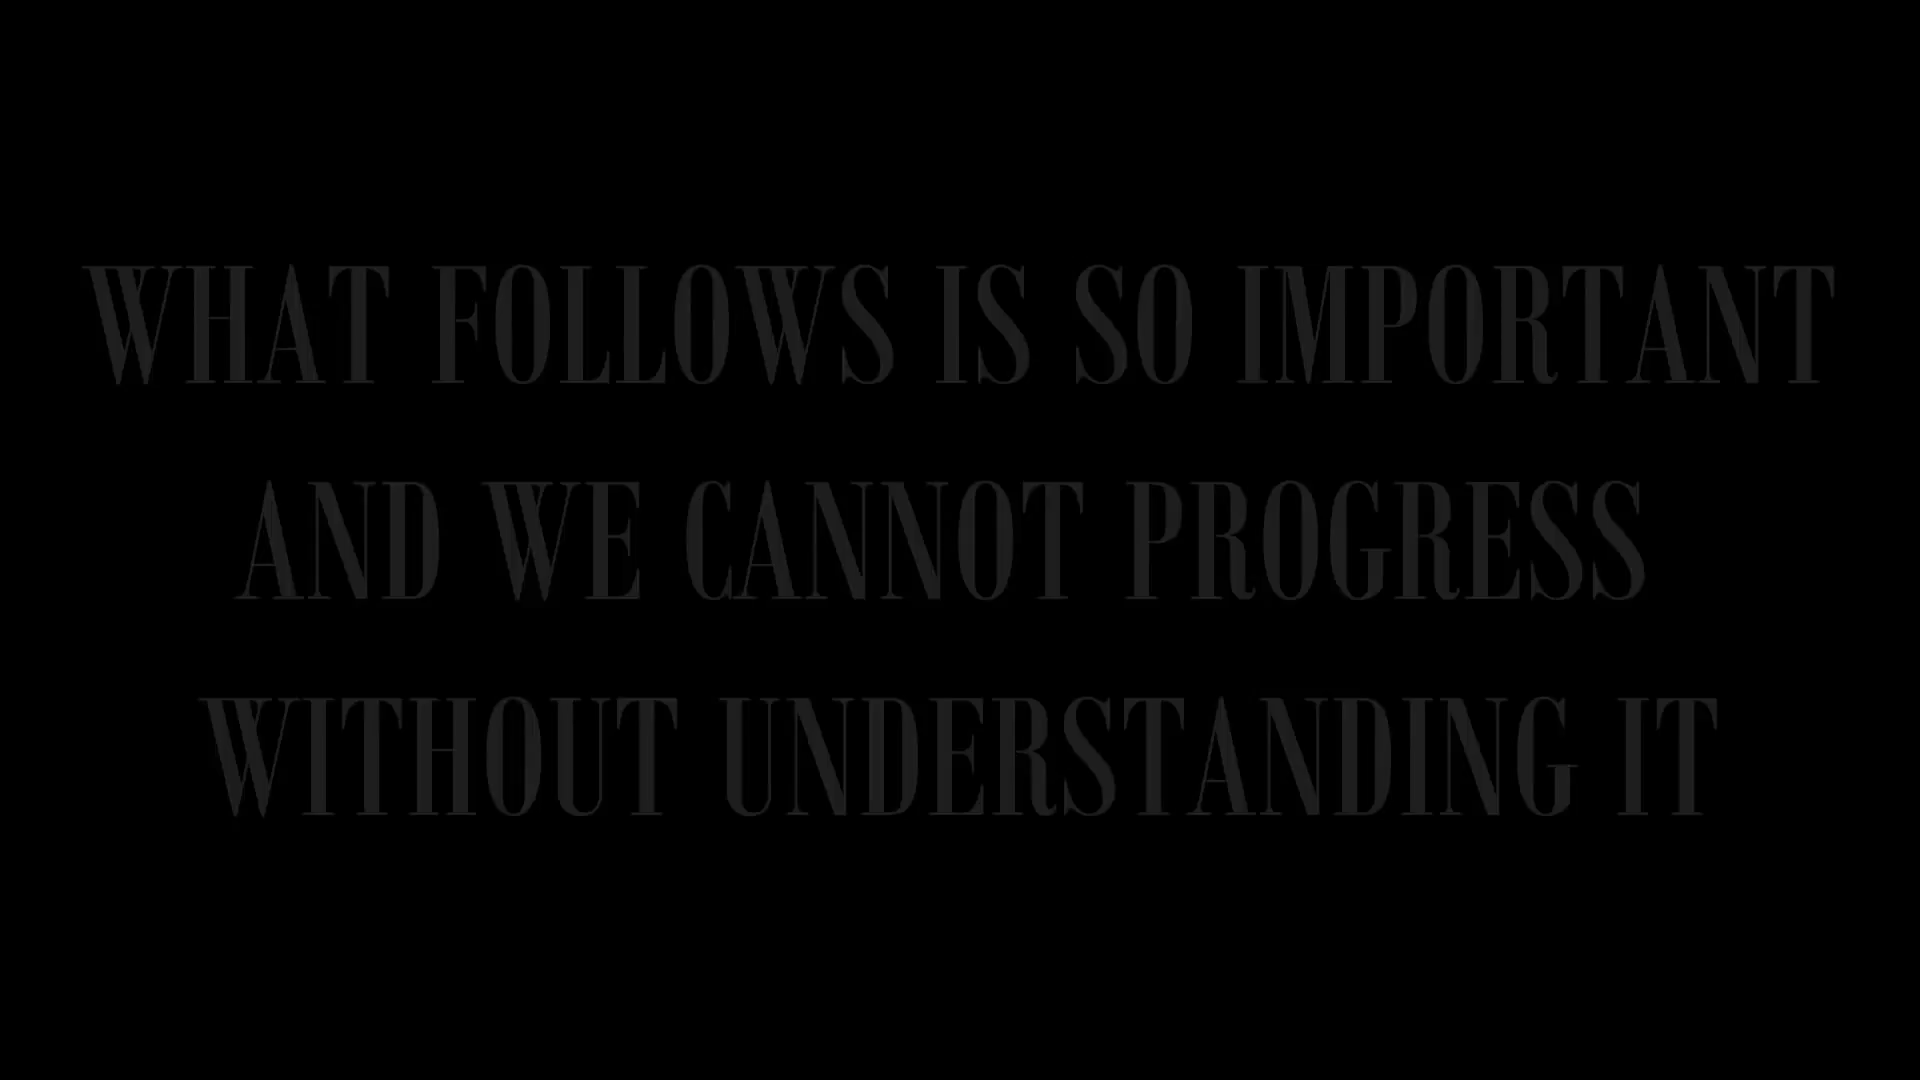 WHAT FOLLOWS IS SO IMPORTANT
AND WE CANNOT PROGRESS
WITHOUT UNDERSTANDING IT